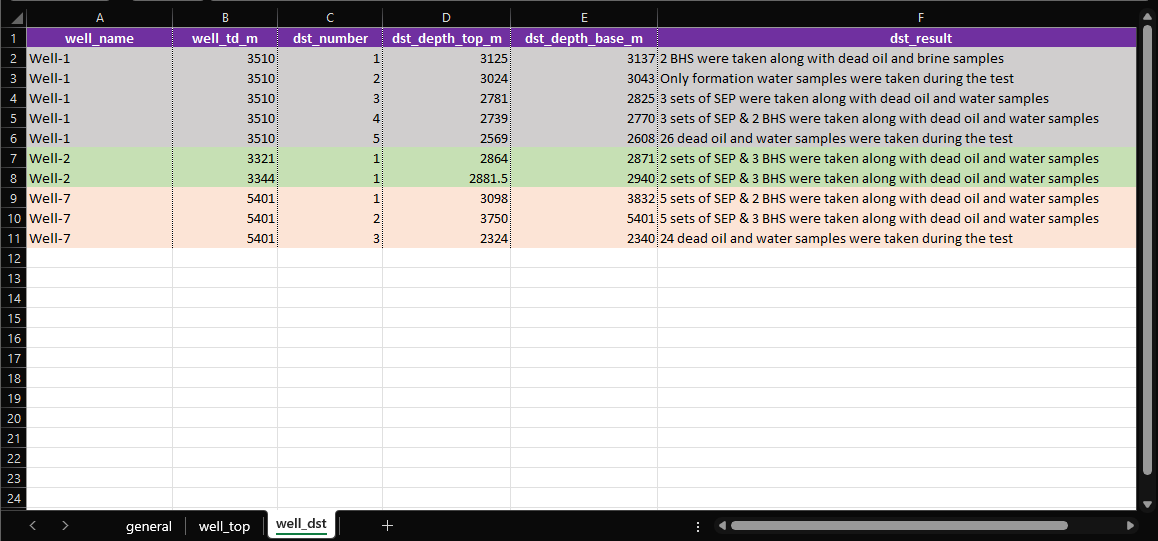 A B C D E F
1 well_name well_td_m dst_number dst_depth_top_m dst_depth_base_m dst_result
2 Well-1 3510 1 3125 3137 2 BHS were taken along with dead oil and brine samples
3 Well-1 3510 2 3024 3043 Only formation water samples were taken during the test
4 Well-1 3510 3 2781 2825 3 sets of SEP were taken along with dead oil and water samples
5 Well-1 3510 4 2739 2770 3 sets of SEP & 2 BHS were taken along with dead oil and water samples
6 Well-1 3510 5 2569 2608 26 dead oil and water samples were taken during the test
7 Well-2 3321 1 2864 2871 2 sets of SEP & 3 BHS were taken along with dead oil and water samples
8 Well-2 3344 1 2881.5 2940 2 sets of SEP & 3 BHS were taken along with dead oil and water samples
9 Well-7 5401 1 3098 3832 5 sets of SEP & 2 BHS were taken along with dead oil and water samples
10 Well-7 5401 2 3750 5401 5 sets of SEP & 3 BHS were taken along with dead oil and water samples
11 Well-7 5401 3 2324 2340 24 dead oil and water samples were taken during the test
12
13
14
15
16
17
18
19
20
21
22
23
24
general well_top well_dst